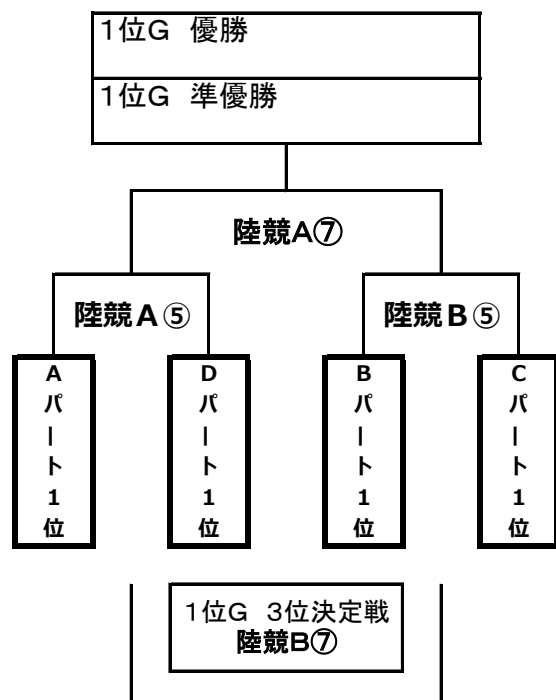 1位G 優勝
1位G 準優勝
陸競A⑦
陸競A⑤
陸競B⑤
Aパート1位
Dパート1位
Bパート1位
Cパート1位
1位G 3位決定戦
陸競B⑦